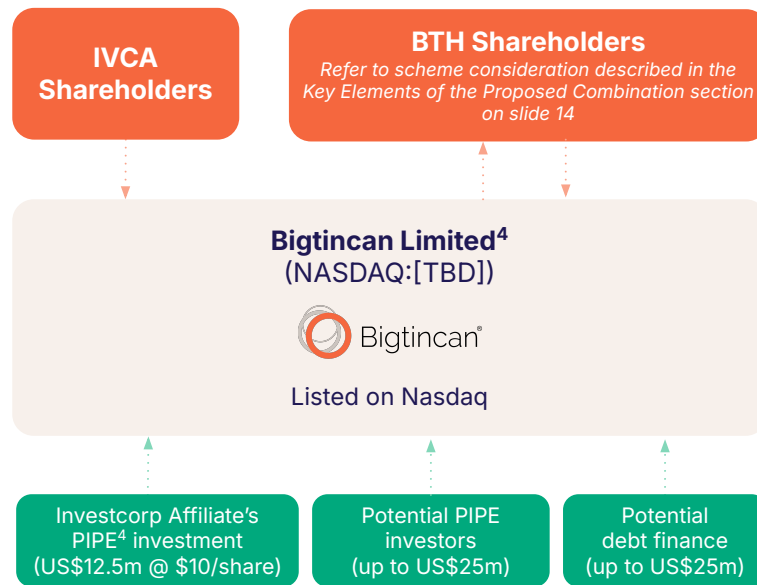 IVCA
Shareholders
BTH Shareholders
Refer to scheme consideration described in the
Key Elements of the Proposed Combination section
on slide 14
Bigtincan Limited⁴
(NASDAQ:[TBD])
Bigtincan®
Listed on Nasdaq
Investcorp Affiliate’s
PIPE⁴ investment
(US$12.5m @ $10/share)
Potential PIPE
investors
(up to US$25m)
Potential
debt finance
(up to US$25m)